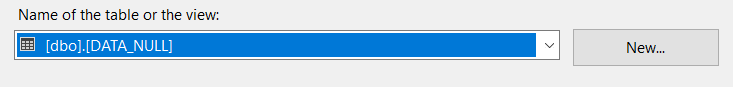 Name of the table or the view:
[dbo].[DATA_NULL]
New...